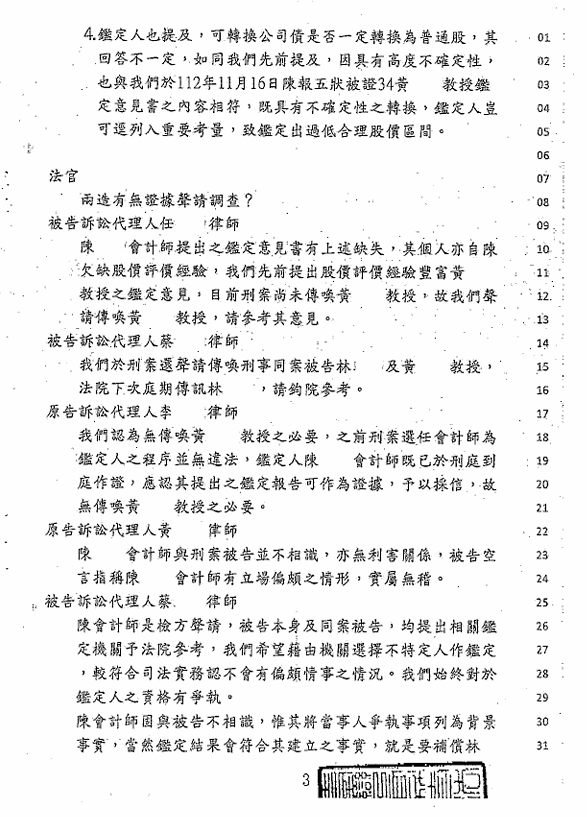 4.鑑定人也提及，可轉換公司債是否一定轉換為普通股，其 01
回答不一定，如同我們先前提及，因具有高度不確定性， 02
也與我們於112年11月16日陳報五狀被證34黃 教授鑑 03
定意見書之內容相符，既具有不確定性之轉換，鑑定人豈 04
可逕列入重要考量，致鑑定出過低合理股價區間。 05
06
法官 07
兩造有無證據聲請調查？ 08
被告訴訟代理人任 律師 09
陳 會計師提出之鑑定意見書有上述缺失，其個人亦自陳 10
欠缺股價評價經驗，我們先前提出股價評價經驗豐富黃 11
教授之鑑定意見，目前刑案尚未傳喚黃 教授，故我們聲 12
請傳喚黃 教授，請參考其意見。 13
被告訴訟代理人蔡 律師 14
我們於刑案還聲請傳喚刑事同案被告林 及黃 教授， 15
法院下次庭期傳訊林 ，請鈞院參考。 16
原告訴訟代理人李 律師 17
我們認為無傳喚黃 教授之必要，之前刑案選任會計師為 18
鑑定人之程序並無違法，鑑定人陳 會計師既已於刑庭到 19
庭作證，應認其提出之鑑定報告可作為證據，予以採信，故 20
無傳喚黃 教授之必要。 21
原告訴訟代理人黃 律師 22
陳 會計師與刑案被告並不相識，亦無利害關係，被告空 23
言指稱陳 會計師有立場偏頗之情形，實屬無稽。 24
被告訴訟代理人蔡 律師 25
陳會計師是檢方聲請，被告本身及同案被告，均提出相關鑑 26
定機關予法院參考，我們希望藉由機關選擇不特定人作鑑定 27
，較符合司法實務認不會有偏頗情事之情況。我們始終對於 28
鑑定人之資格有爭執。 29
陳會計師固與被告不相識，惟其將當事人爭執事項列為背景 30
事實，當然鑑定結果會符合其建立之事實，就是要補償林 31
3